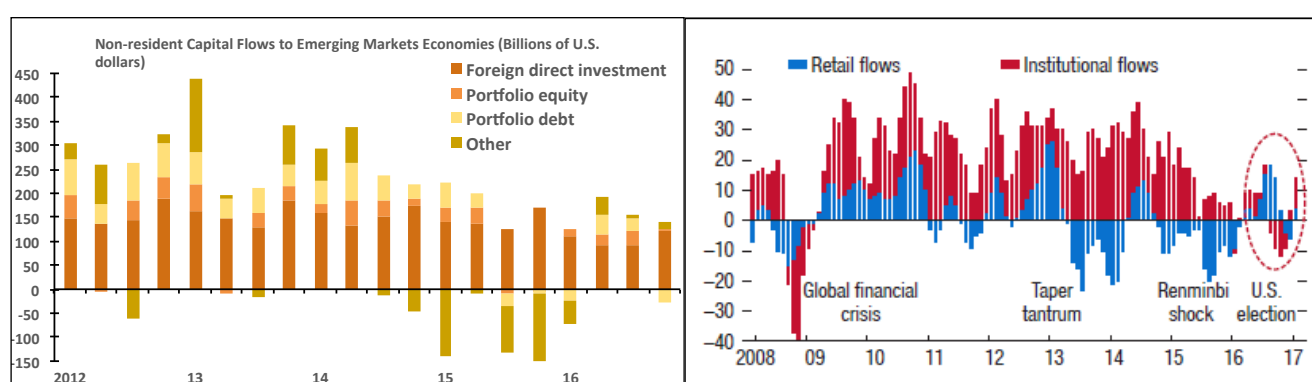 Non-resident Capital Flows to Emerging Markets Economies (Billions of U.S.
dollars)
Foreign direct investment
Portfolio equity
Portfolio debt
Other
450
400
350
300
250
200
150
100
50
0
-50
-100
-150
2012 13 14 15 16
Retail flows Institutional flows
50
40
30
20
10
0
–10
–20
–30
–40
Global financial
crisis
Taper
tantrum
Renminbi
shock
U.S.
election
2008 09 10 11 12 13 14 15 16 17